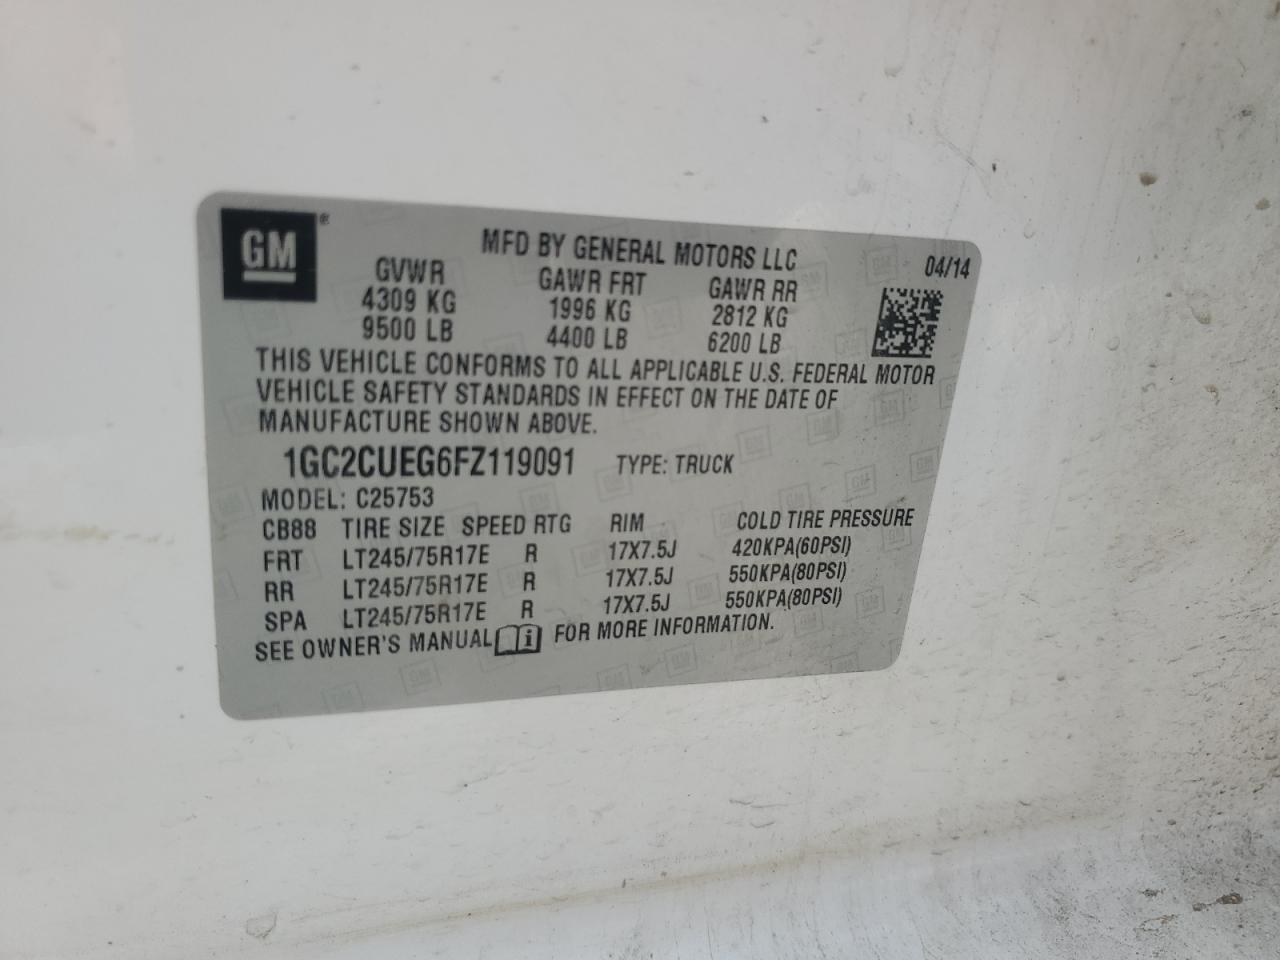 GM ®
MFD BY GENERAL MOTORS LLC
04/14
GVWR GAWR FRT GAWR RR
4309 KG 1996 KG 2812 KG
9500 LB 4400 LB 6200 LB
THIS VEHICLE CONFORMS TO ALL APPLICABLE U.S. FEDERAL MOTOR
VEHICLE SAFETY STANDARDS IN EFFECT ON THE DATE OF
MANUFACTURE SHOWN ABOVE.
1GC2CUEG6FZ119091 TYPE: TRUCK
MODEL: C25753
CB88 TIRE SIZE SPEED RTG RIM COLD TIRE PRESSURE
FRT LT245/75R17E R 17X7.5J 420KPA(60PSI)
RR LT245/75R17E R 17X7.5J 550KPA(80PSI)
SPA LT245/75R17E R 17X7.5J 550KPA(80PSI)
SEE OWNER'S MANUAL i FOR MORE INFORMATION.